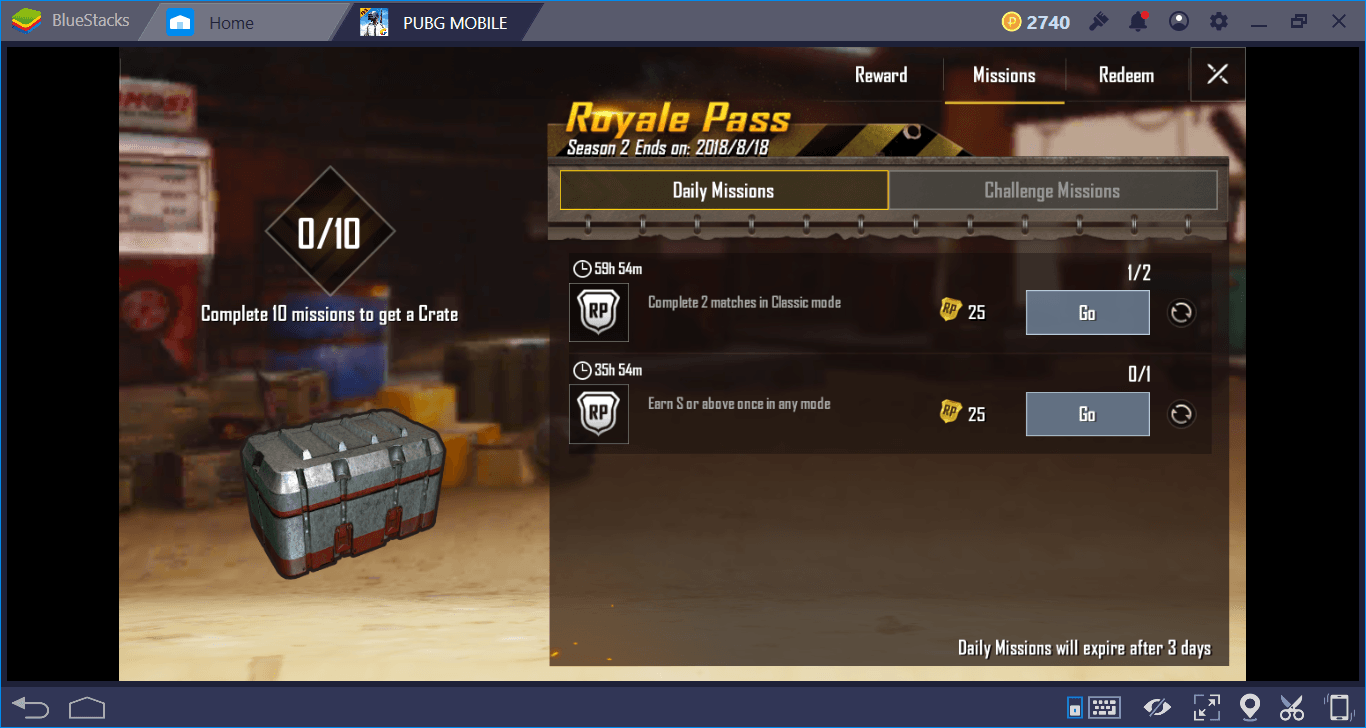 BlueStacks
Home
PUBG MOBILE
2740
Reward
Missions
Redeem
Royale Pass
Season 2 Ends on: 2018/8/18
Daily Missions
Challenge Missions
0/10
Complete 10 missions to get a Crate
59h 54m
1/2
RP
Complete 2 matches in Classic mode
RP
25
Go
35h 54m
0/1
RP
Earn S or above once in any mode
RP
25
Go
Daily Missions will expire after 3 days